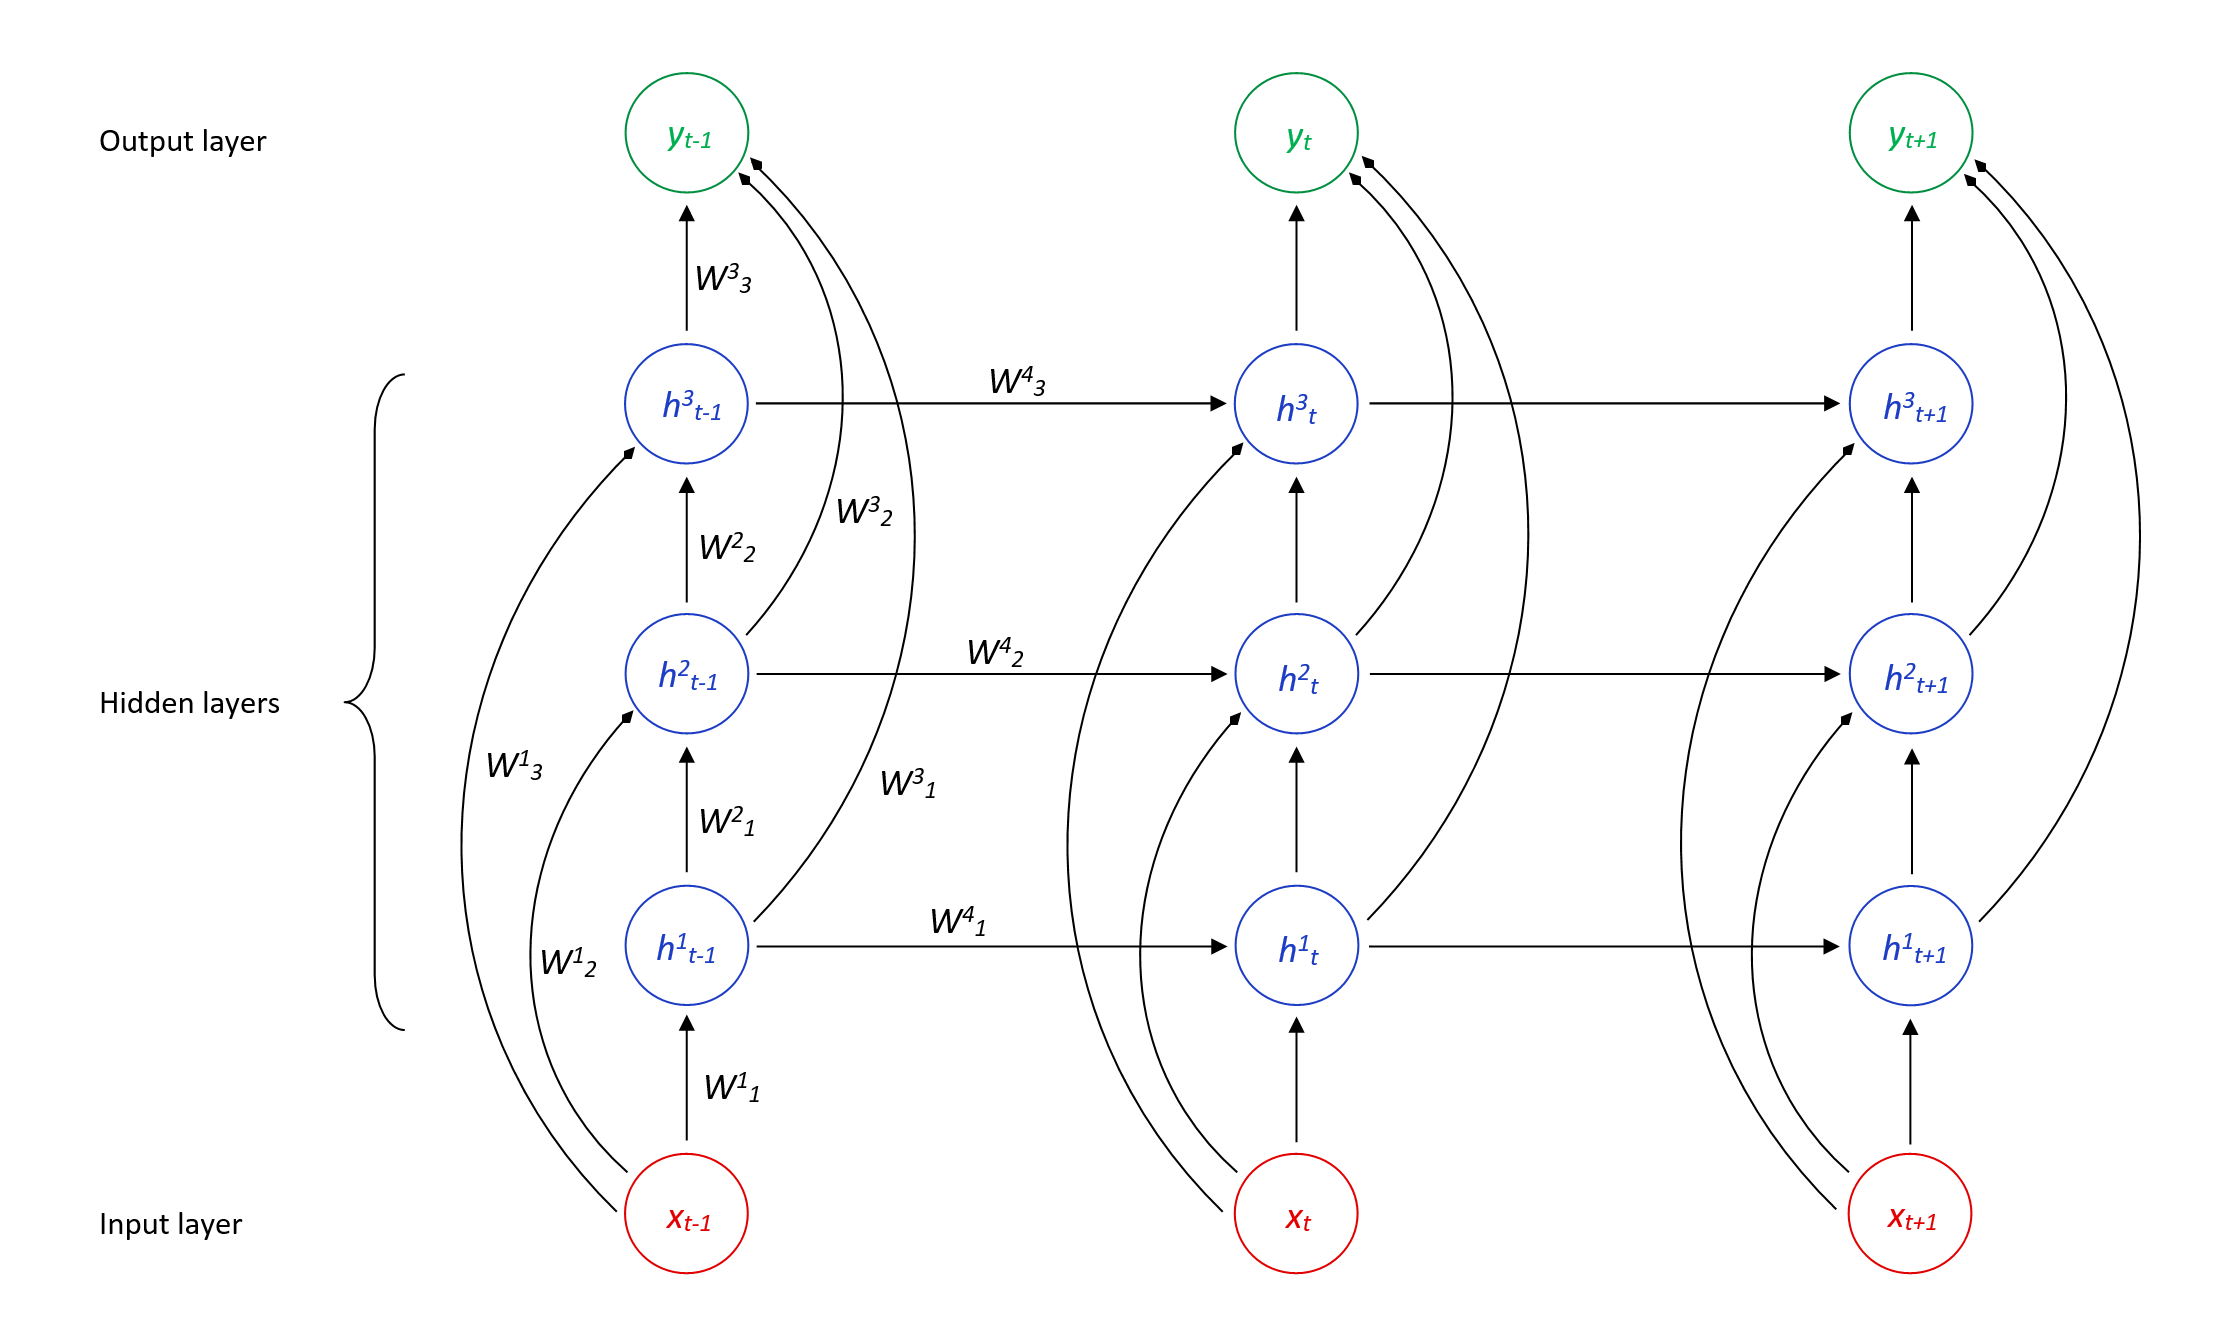 Output layer
y_{t-1} y_t y_{t+1}
W^3_3
W^4_3
h^3_{t-1} h^3_t h^3_{t+1}
W^3_2
W^2_2
W^4_2
h^2_{t-1} h^2_t h^2_{t+1}
Hidden layers
W^1_3
W^3_1
W^2_1
W^4_1
h^1_{t-1} h^1_t h^1_{t+1}
W^1_2
W^1_1
Input layer
x_{t-1} x_t x_{t+1}